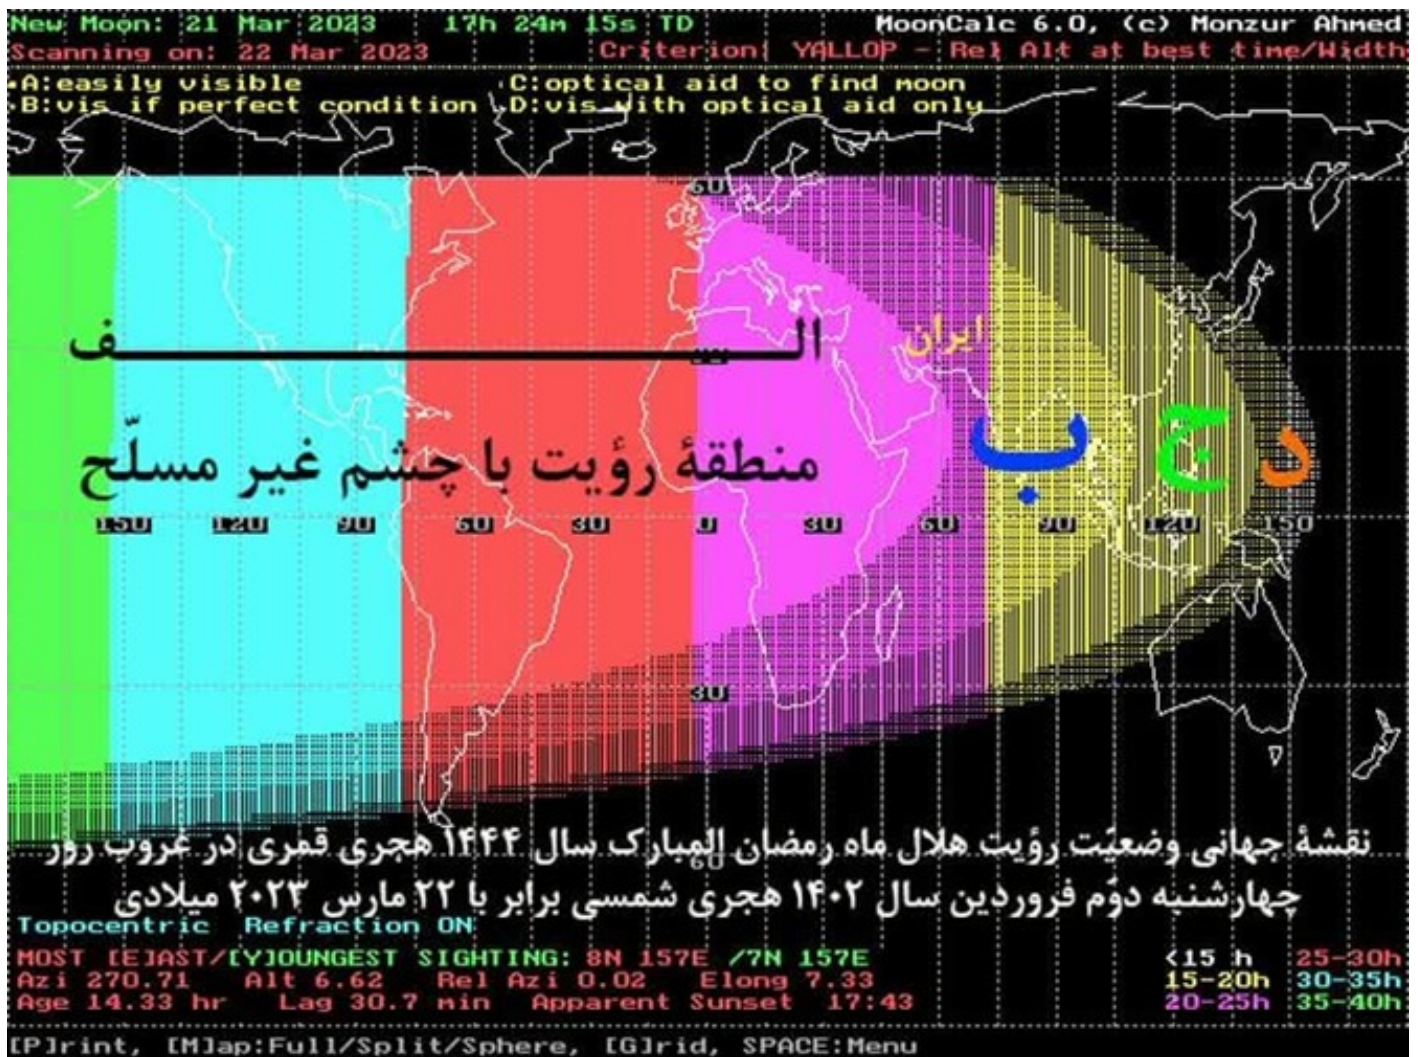 New Moon: 21 Mar 2023 17h 24m 15s TD MoonCalc 6.0, (c) Monzur Ahmed
Scanning on: 22 Mar 2023 Criterion: YALLOP - Rel Alt at best time/Width
A:easily visible C:optical aid to find moon
B:vis if perfect condition D:vis with optical aid only
60
ایران
الف
ب ج د
منطقهٔ رؤیت با چشم غیر مسلّح
150 120 90 60 30 0 30 60 90 120 150
30
نقشهٔ جهانی وضعیّت رؤیت هلال ماه رمضان المبارک سال ۱۴۴۴ هجری قمری در غروب روز
60
چهارشنبه دوّم فروردین سال ۱۴۰۲ هجری شمسی برابر با ۲۲ مارس ۲۰۲۳ میلادی
Topocentric Refraction ON
MOST [E]AST/[Y]OUNGEST SIGHTING: 8N 157E /7N 157E <15 h 25-30h
Azi 270.71 Alt 6.62 Rel Azi 0.02 Elong 7.33 15-20h 30-35h
Age 14.33 hr Lag 30.7 min Apparent Sunset 17:43 20-25h 35-40h
[P]rint, [M]ap:Full/Split/Sphere, [G]rid, SPACE:Menu